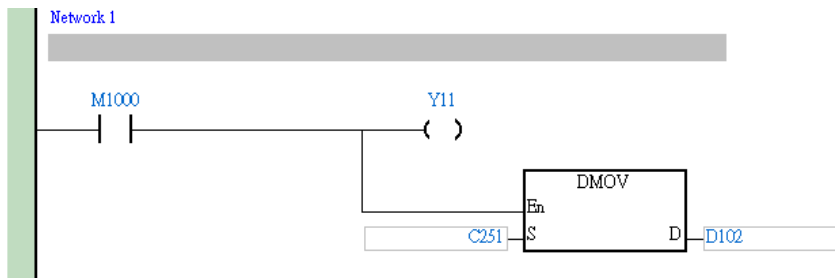 Network 1
M1000 Y11
DMOV
En
C251 S D D102